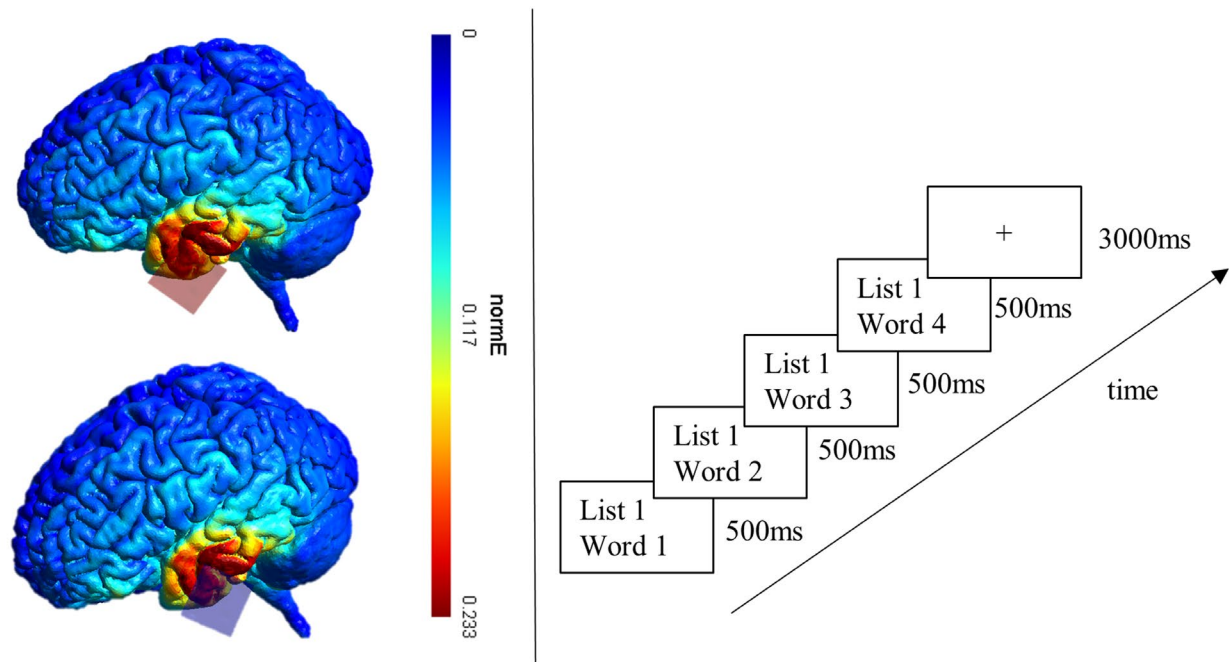 0
normE
0.117
0.233
List 1
Word 1
500ms
List 1
Word 2
500ms
List 1
Word 3
500ms
List 1
Word 4
500ms
+
3000ms
time